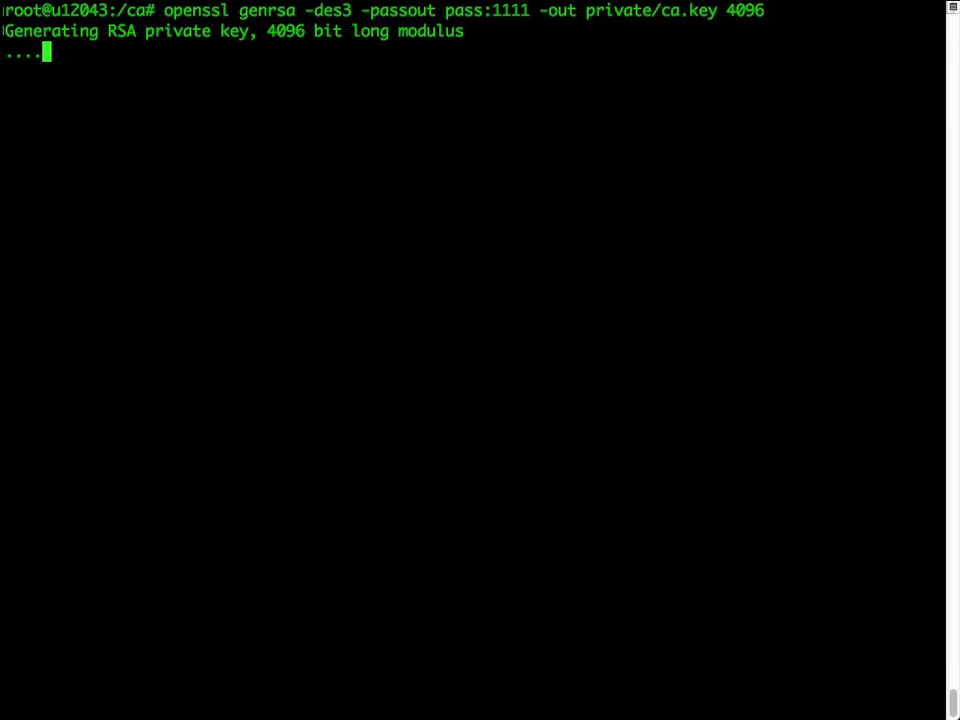 root@u12043:/ca# openssl genrsa -des3 -passout pass:1111 -out private/ca.key 4096
Generating RSA private key, 4096 bit long modulus
....